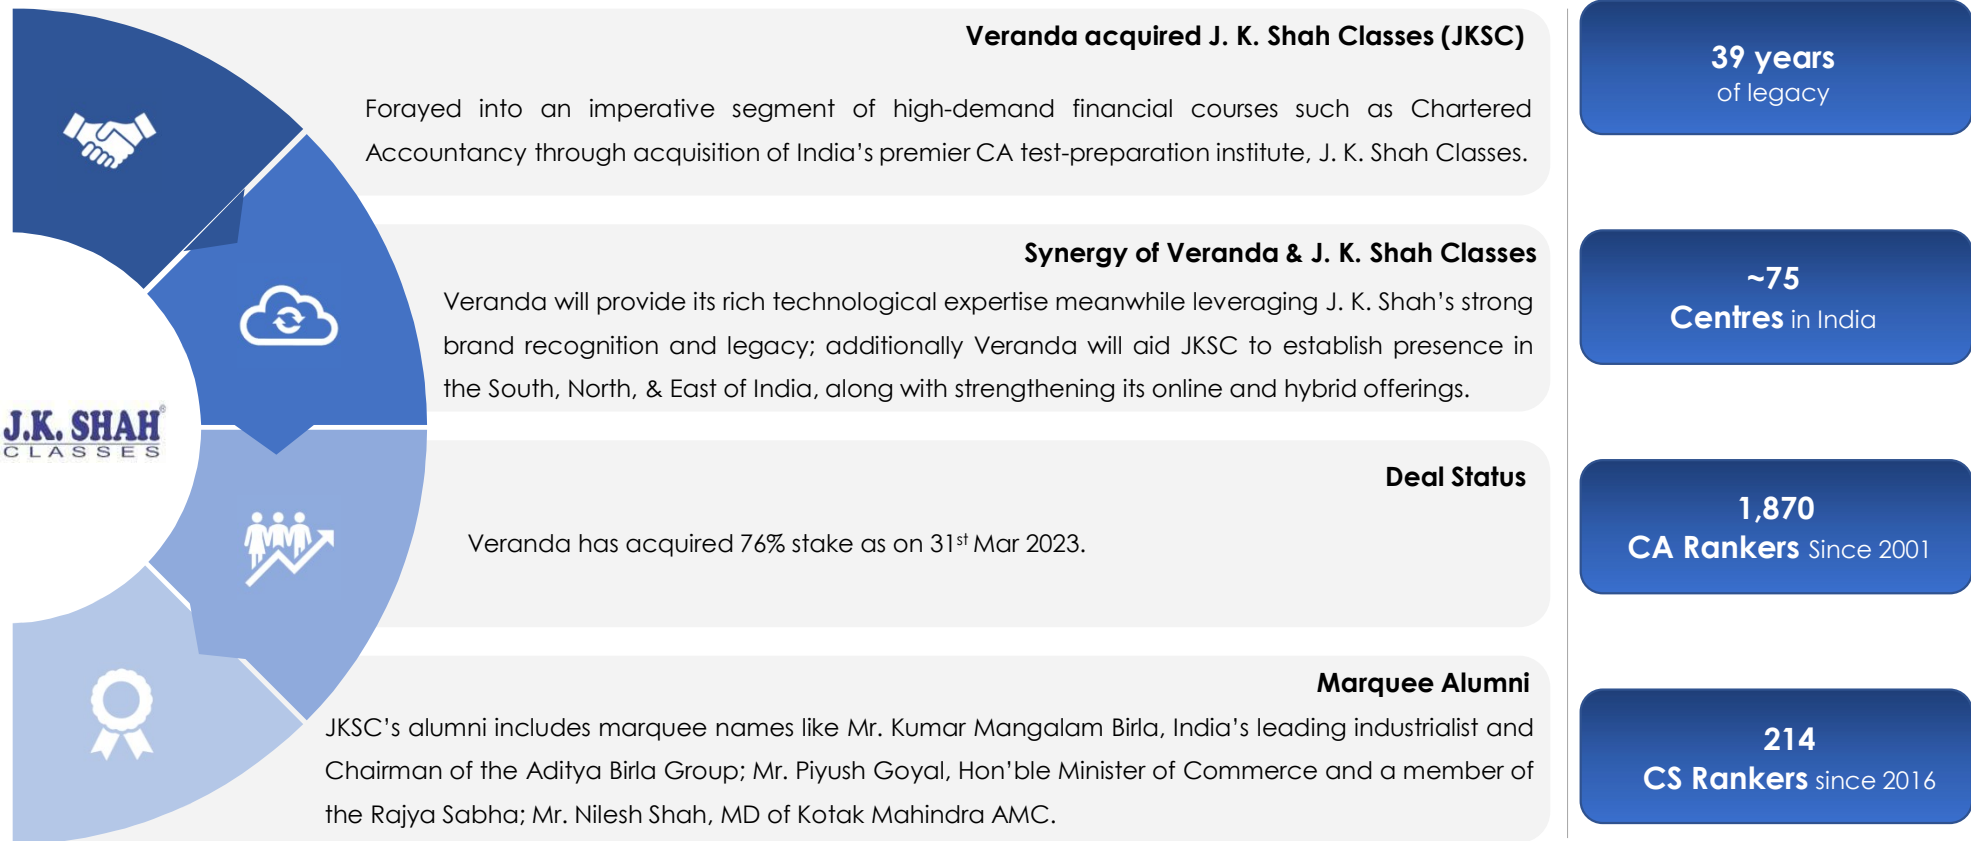 Veranda acquired J. K. Shah Classes (JKSC)
Forayed into an imperative segment of high-demand financial courses such as Chartered
Accountancy through acquisition of India’s premier CA test-preparation institute, J. K. Shah Classes.
Synergy of Veranda & J. K. Shah Classes
Veranda will provide its rich technological expertise meanwhile leveraging J. K. Shah’s strong
brand recognition and legacy; additionally Veranda will aid JKSC to establish presence in
the South, North, & East of India, along with strengthening its online and hybrid offerings.
J.K. SHAH®
CLASSES
Deal Status
Veranda has acquired 76% stake as on 31st Mar 2023.
Marquee Alumni
JKSC’s alumni includes marquee names like Mr. Kumar Mangalam Birla, India’s leading industrialist and
Chairman of the Aditya Birla Group; Mr. Piyush Goyal, Hon’ble Minister of Commerce and a member of
the Rajya Sabha; Mr. Nilesh Shah, MD of Kotak Mahindra AMC.
39 years
of legacy
~75
Centres in India
1,870
CA Rankers Since 2001
214
CS Rankers since 2016